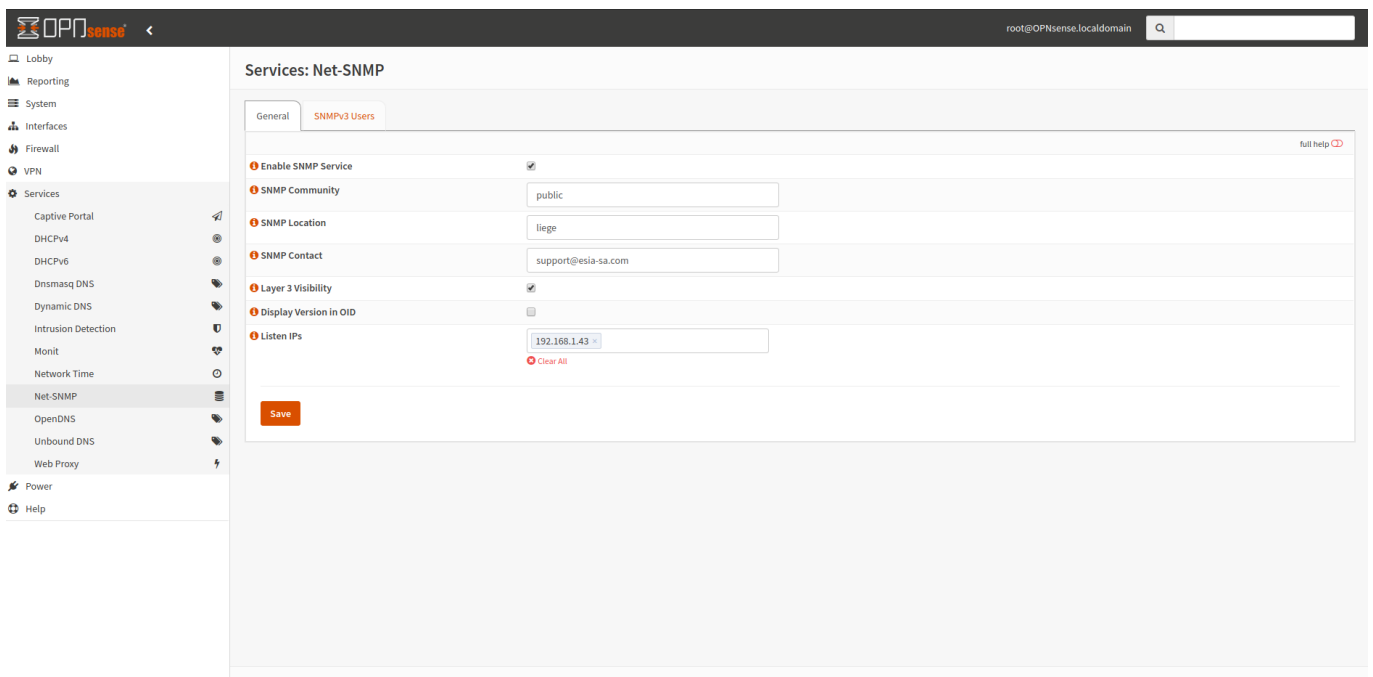 OPNsense
root@OPNsense.localdomain
Lobby
Reporting
System
Interfaces
Firewall
VPN
Services
Captive Portal
DHCPv4
DHCPv6
Dnsmasq DNS
Dynamic DNS
Intrusion Detection
Monit
Network Time
Net-SNMP
OpenDNS
Unbound DNS
Web Proxy
Power
Help
Services: Net-SNMP
General SNMPv3 Users
full help
Enable SNMP Service
SNMP Community public
SNMP Location liege
SNMP Contact support@esia-sa.com
Layer 3 Visibility
Display Version in OID
Listen IPs 192.168.1.43 ×
Clear All
Save